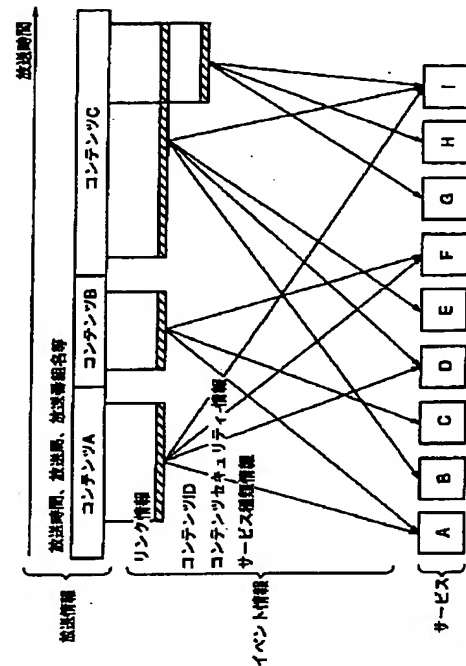 放送時間
放送情報
放送時間、放送局、放送番組名等
コンテンツA
コンテンツB
コンテンツC
イベント情報
リンク情報
コンテンツID
コンテンツセキュリティ情報
サービス種類情報
サービス
A
B
C
D
E
F
G
H
I